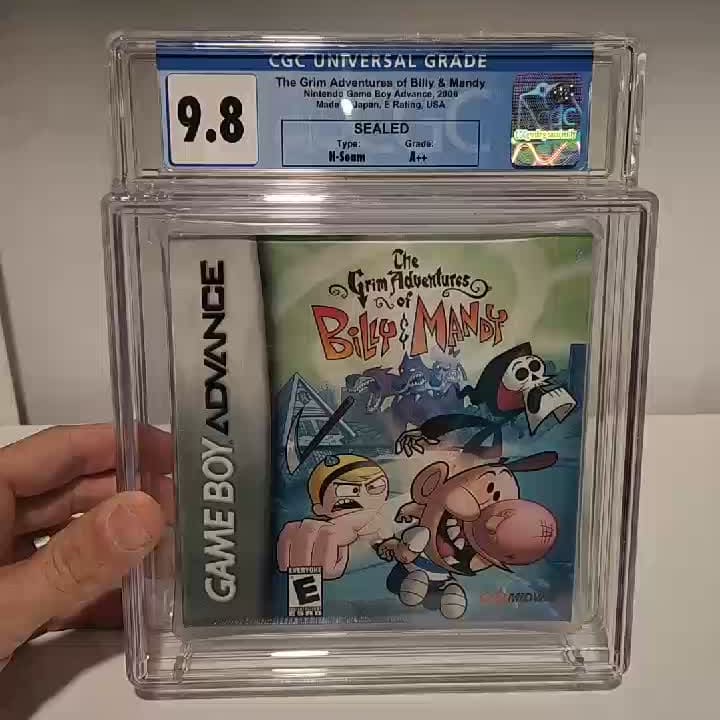 CGC UNIVERSAL GRADE
9.8
The Grim Adventures of Billy & Mandy
Nintendo Game Boy Advance, 2006
Made Japan, E Rating, USA
SEALED
Type: Grade:
H-Seam A++
GAME BOY ADVANCE
The
Grim Adventures
of
BILLY & MANDY
EVERYONE
E
ESRB